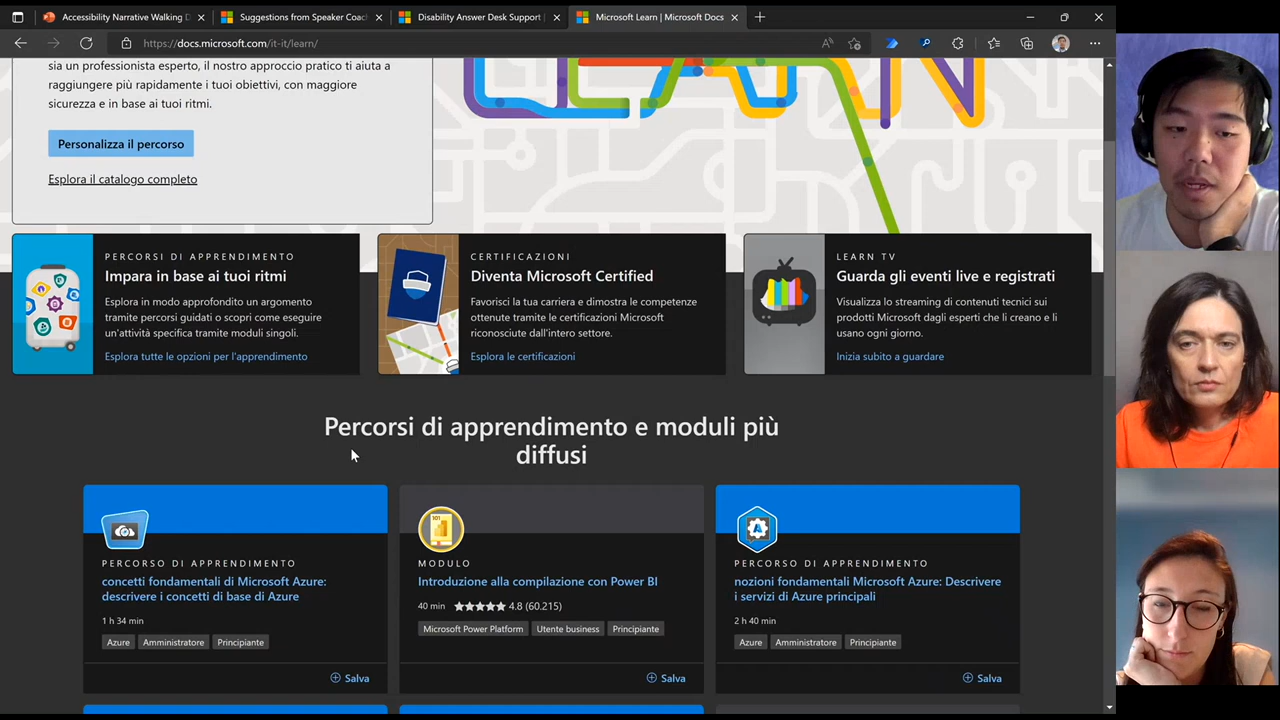 Accessibility Narrative Walking D
Suggestions from Speaker Coac
Disability Answer Desk Support
Microsoft Learn | Microsoft Docs
https://docs.microsoft.com/it-it/learn/
sia un professionista esperto, il nostro approccio pratico ti aiuta a
raggiungere più rapidamente i tuoi obiettivi, con maggiore
sicurezza e in base ai tuoi ritmi.
Personalizza il percorso
Esplora il catalogo completo
LEARN
PERCORSI DI APPRENDIMENTO
Impara in base ai tuoi ritmi
Esplora in modo approfondito un argomento
tramite percorsi guidati o scopri come eseguire
un'attività specifica tramite moduli singoli.
Esplora tutte le opzioni per l'apprendimento
CERTIFICAZIONI
Diventa Microsoft Certified
Favorisci la tua carriera e dimostra le competenze
ottenute tramite le certificazioni Microsoft
riconosciute dall'intero settore.
Esplora le certificazioni
LEARN TV
Guarda gli eventi live e registrati
Visualizza lo streaming di contenuti tecnici sui
prodotti Microsoft dagli esperti che li creano e li
usano ogni giorno.
Inizia subito a guardare
Percorsi di apprendimento e moduli più
diffusi
PERCORSO DI APPRENDIMENTO
concetti fondamentali di Microsoft Azure:
descrivere i concetti di base di Azure
1 h 34 min
Azure Amministratore Principiante
Salva
MODULO
Introduzione alla compilazione con Power BI
40 min 4.8 (60.215)
Microsoft Power Platform Utente business Principiante
Salva
PERCORSO DI APPRENDIMENTO
nozioni fondamentali Microsoft Azure: Descrivere
i servizi di Azure principali
2 h 40 min
Azure Amministratore Principiante
Salva